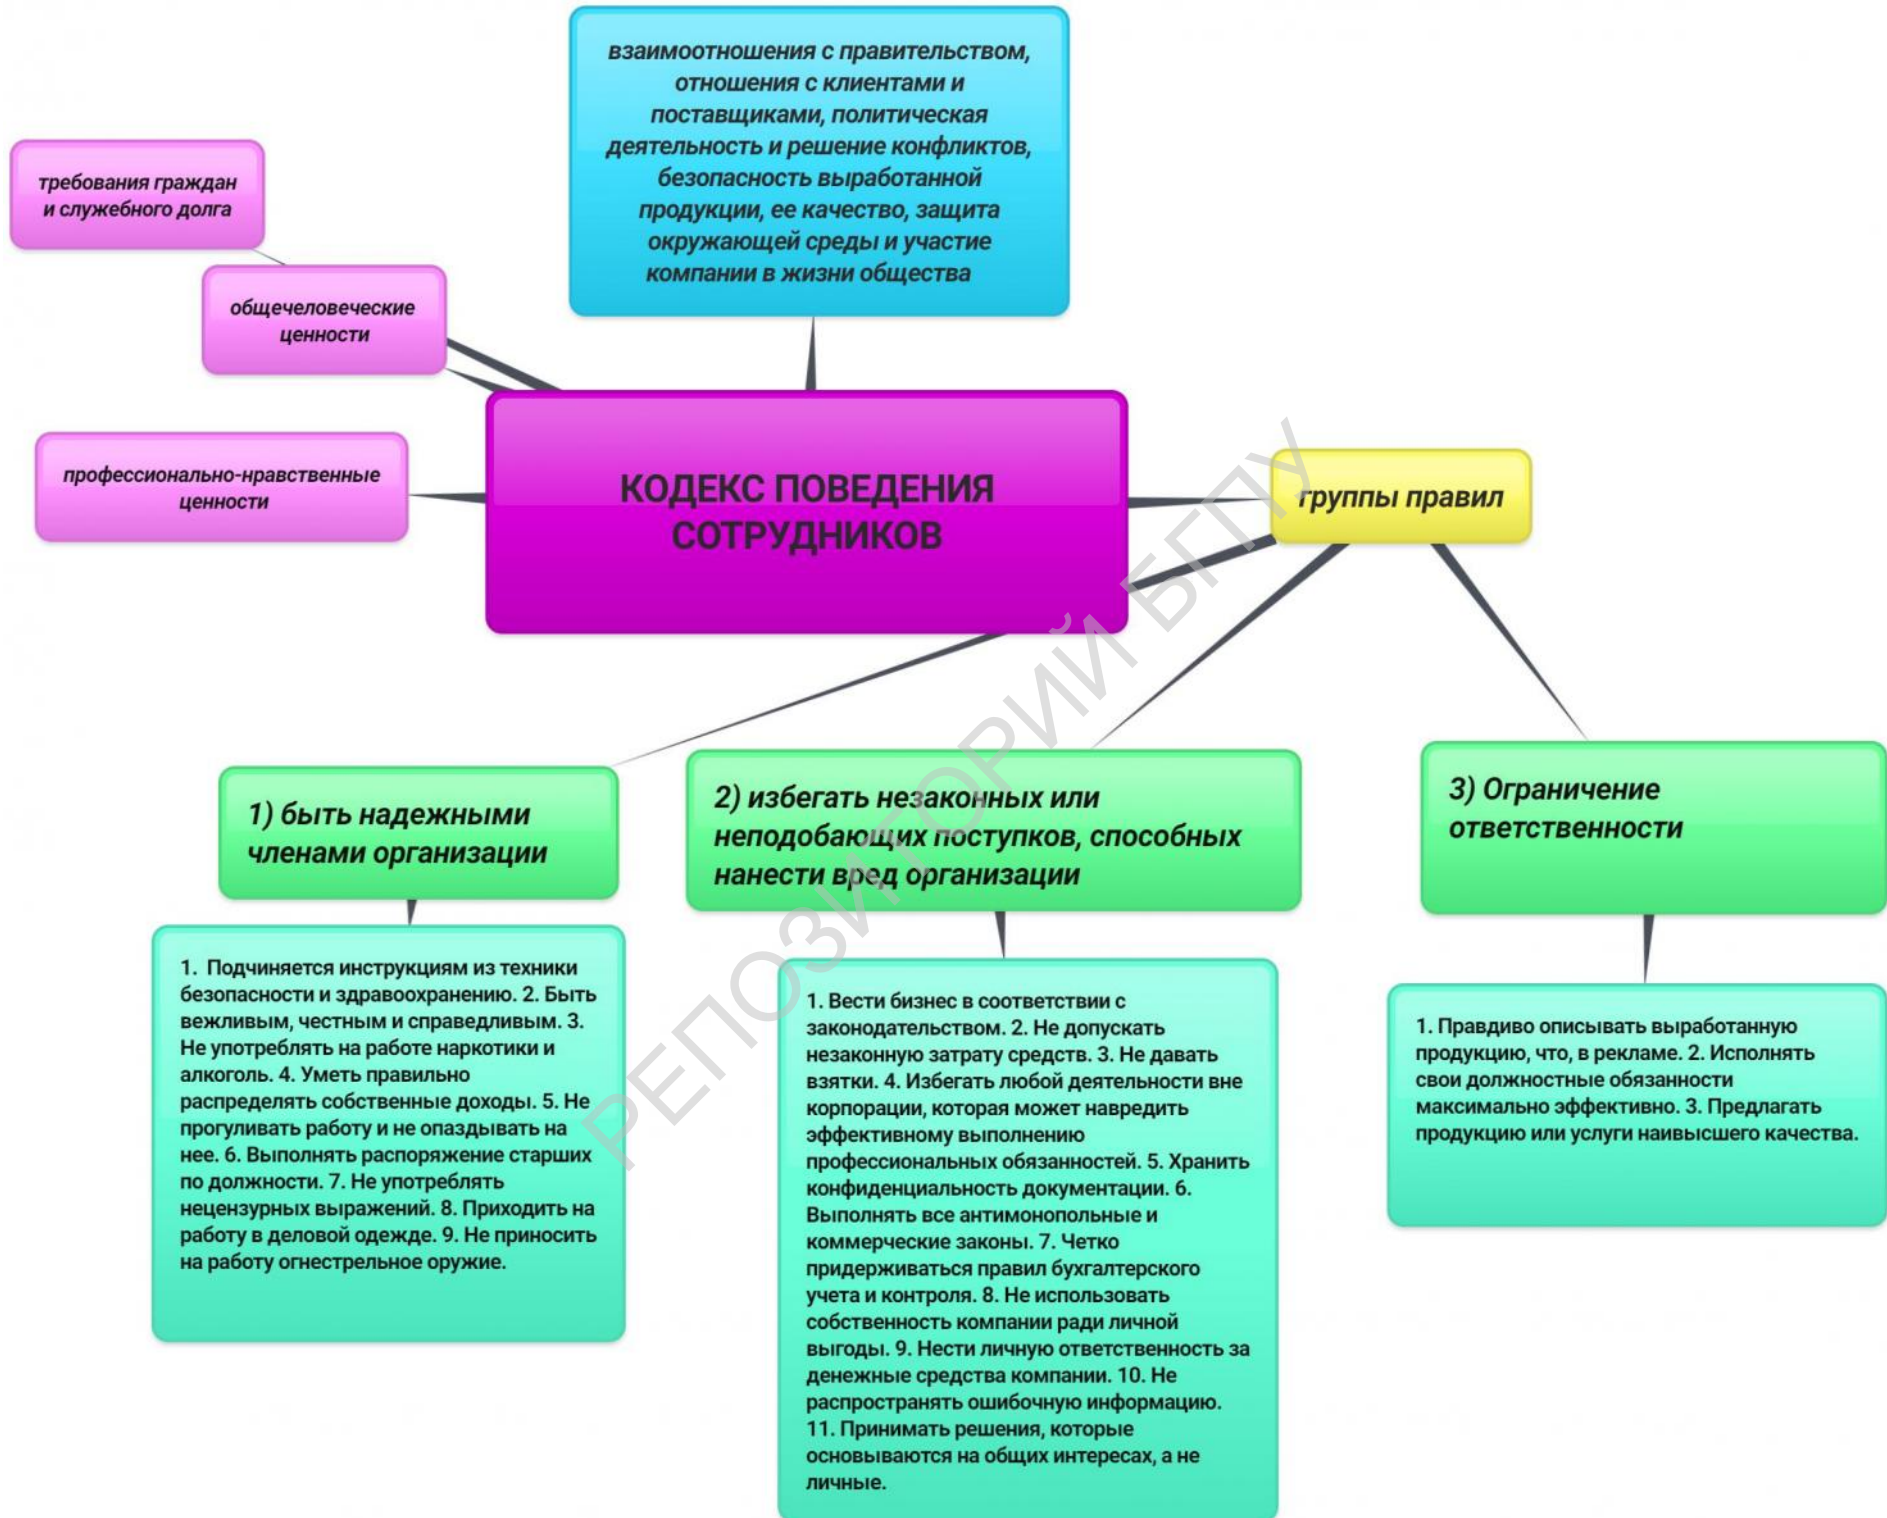 взаимоотношения с правительством,
отношения с клиентами и
поставщиками, политическая
деятельность и решение конфликтов,
безопасность выработанной
продукции, ее качество, защита
окружающей среды и участие
компании в жизни общества
требования граждан
и служебного долга
общечеловеческие
ценности
профессионально-нравственные
ценности
КОДЕКС ПОВЕДЕНИЯ
СОТРУДНИКОВ
группы правил
1) быть надежными
членами организации
2) избегать незаконных или
неподобающих поступков, способных
нанести вред организации
3) Ограничение
ответственности
1. Подчиняется инструкциям из техники
безопасности и здравоохранению. 2. Быть
вежливым, честным и справедливым. 3.
Не употреблять на работе наркотики и
алкоголь. 4. Уметь правильно
распределять собственные доходы. 5. Не
прогуливать работу и не опаздывать на
нее. 6. Выполнять распоряжение старших
по должности. 7. Не употреблять
нецензурных выражений. 8. Приходить на
работу в деловой одежде. 9. Не приносить
на работу огнестрельное оружие.
1. Вести бизнес в соответствии с
законодательством. 2. Не допускать
незаконную затрату средств. 3. Не давать
взятки. 4. Избегать любой деятельности вне
корпорации, которая может навредить
эффективному выполнению
профессиональных обязанностей. 5. Хранить
конфиденциальность документации. 6.
Выполнять все антимонопольные и
коммерческие законы. 7. Четко
придерживаться правил бухгалтерского
учета и контроля. 8. Не использовать
собственность компании ради личной
выгоды. 9. Нести личную ответственность за
денежные средства компании. 10. Не
распространять ошибочную информацию.
11. Принимать решения, которые
основываются на общих интересах, а не
личные.
1. Правдиво описывать выработанную
продукцию, что, в рекламе. 2. Исполнять
свои должностные обязанности
максимально эффективно. 3. Предлагать
продукцию или услуги наивысшего качества.
РЕПОЗИТОРИЙ БГПУ